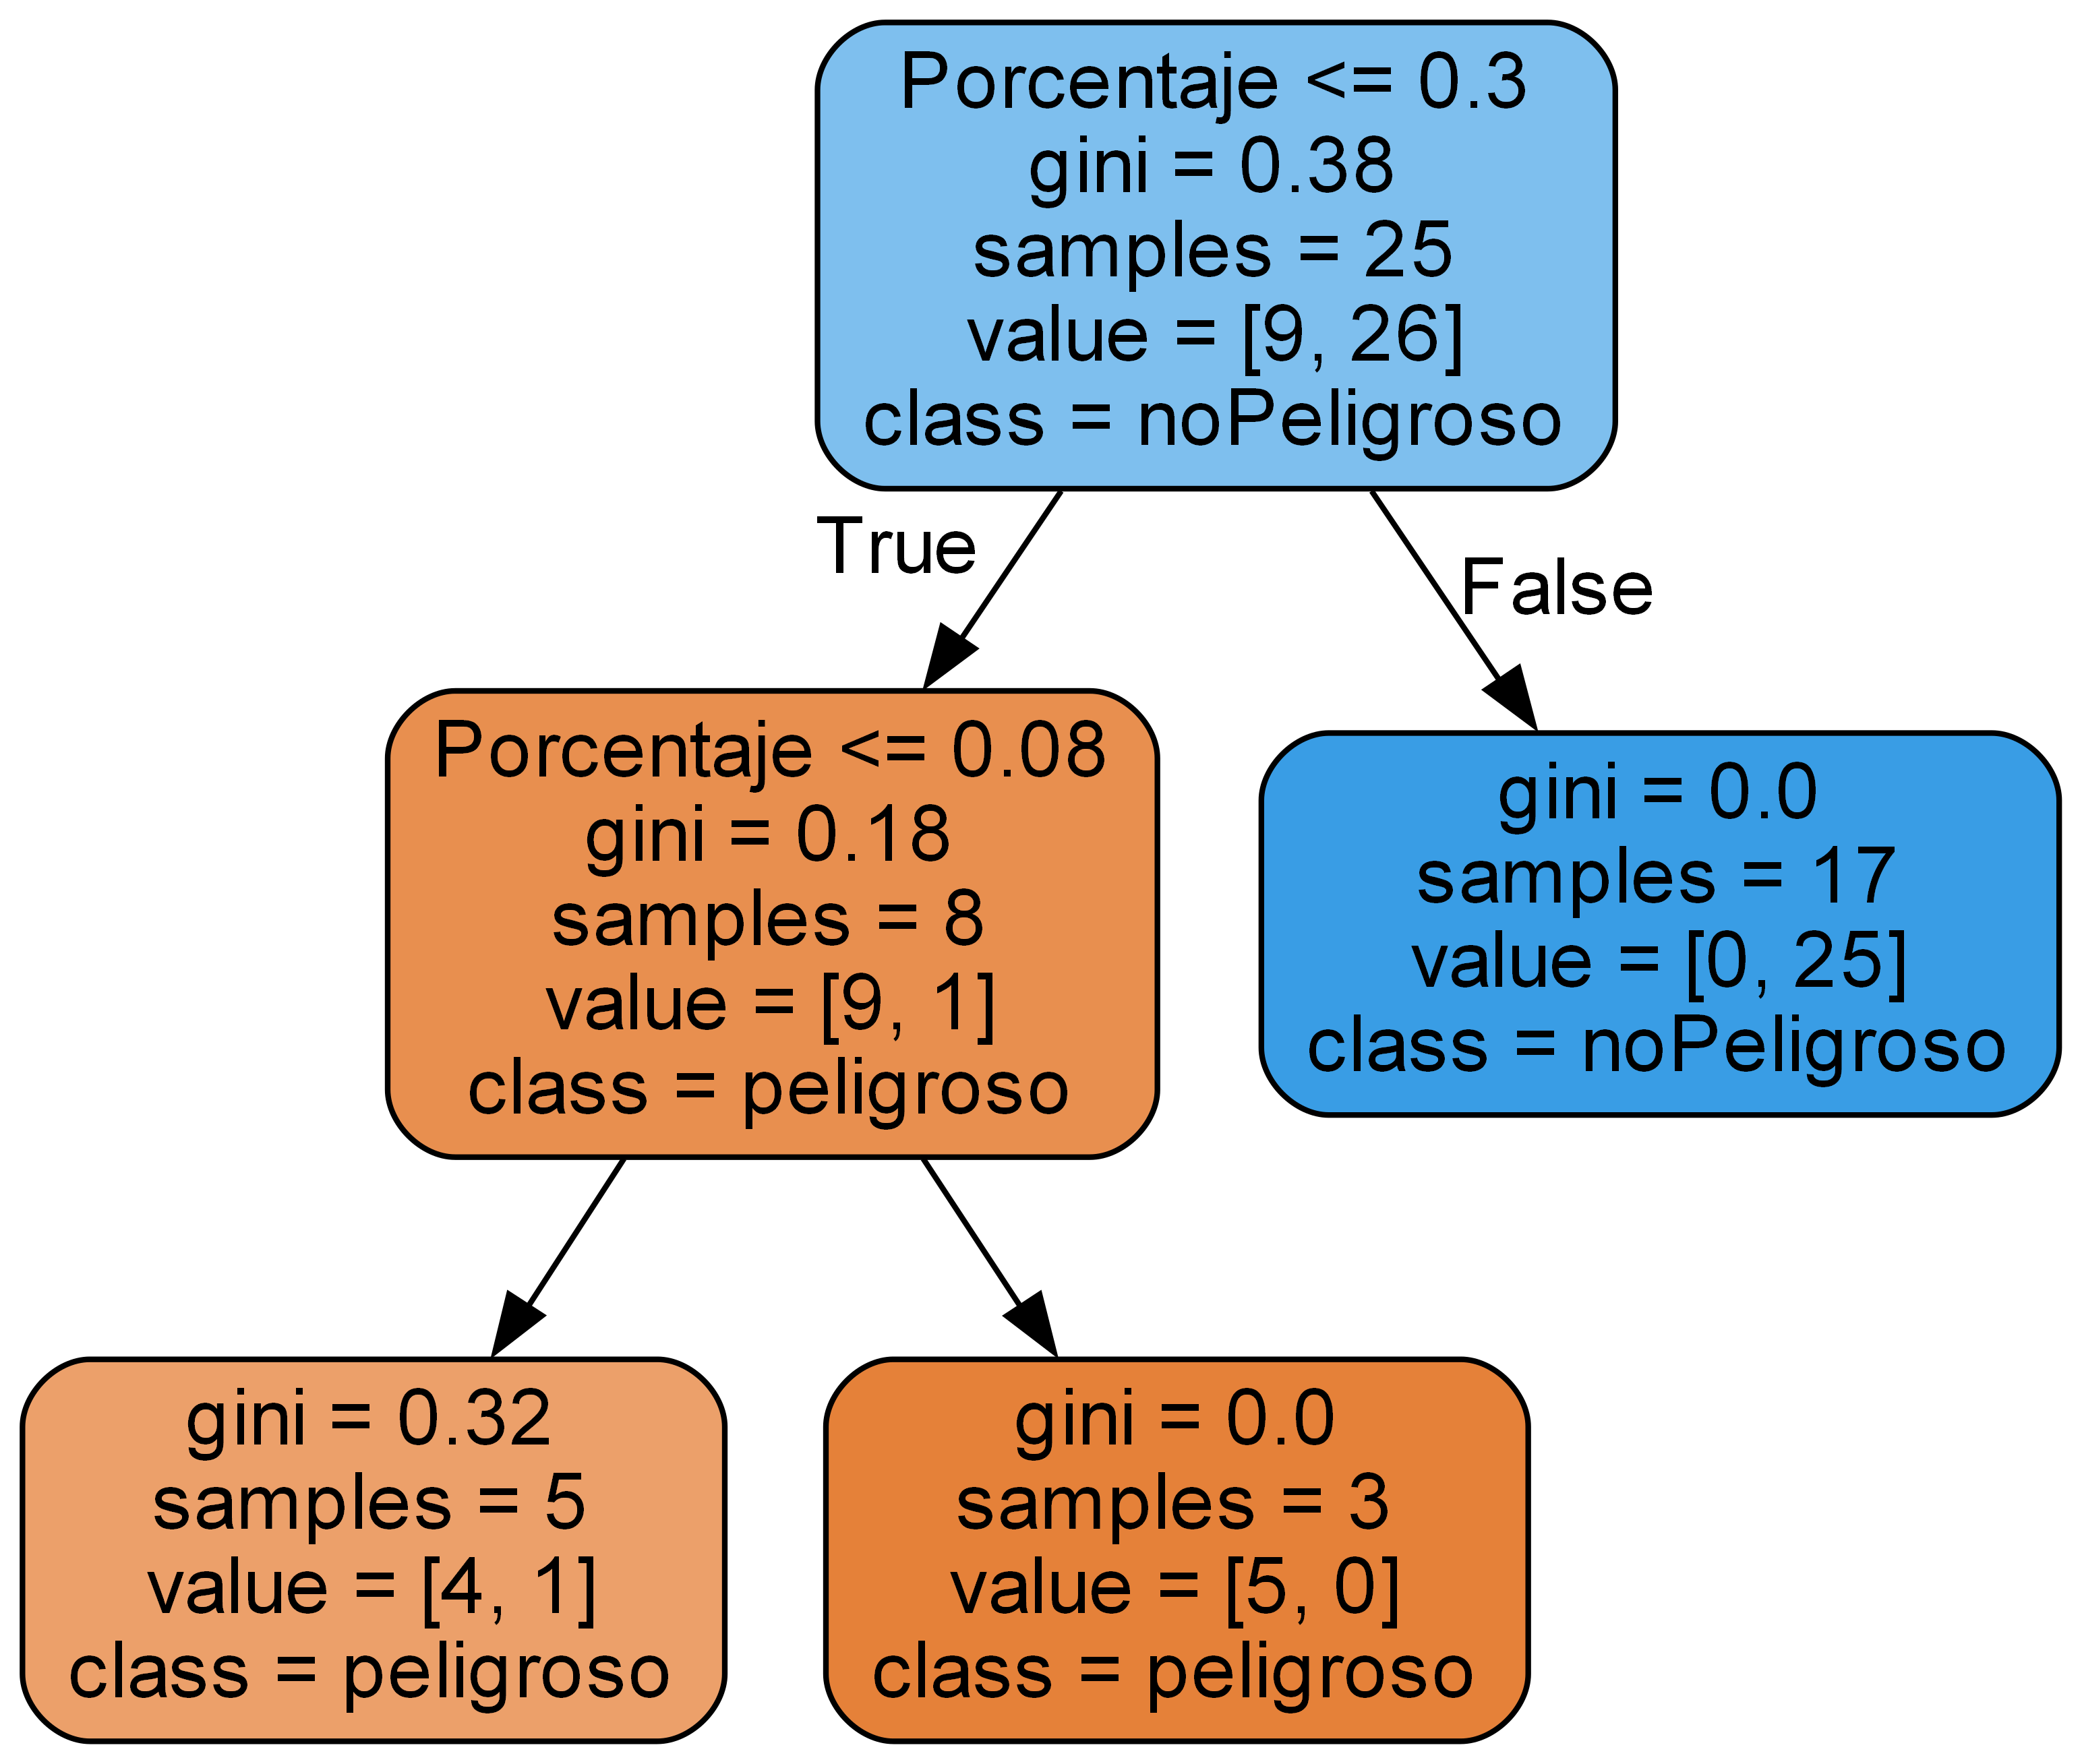 Porcentaje <= 0.3
gini = 0.38
samples = 25
value = [9, 26]
class = noPeligroso
True
False
Porcentaje <= 0.08
gini = 0.18
samples = 8
value = [9, 1]
class = peligroso
gini = 0.0
samples = 17
value = [0, 25]
class = noPeligroso
gini = 0.32
samples = 5
value = [4, 1]
class = peligroso
gini = 0.0
samples = 3
value = [5, 0]
class = peligroso